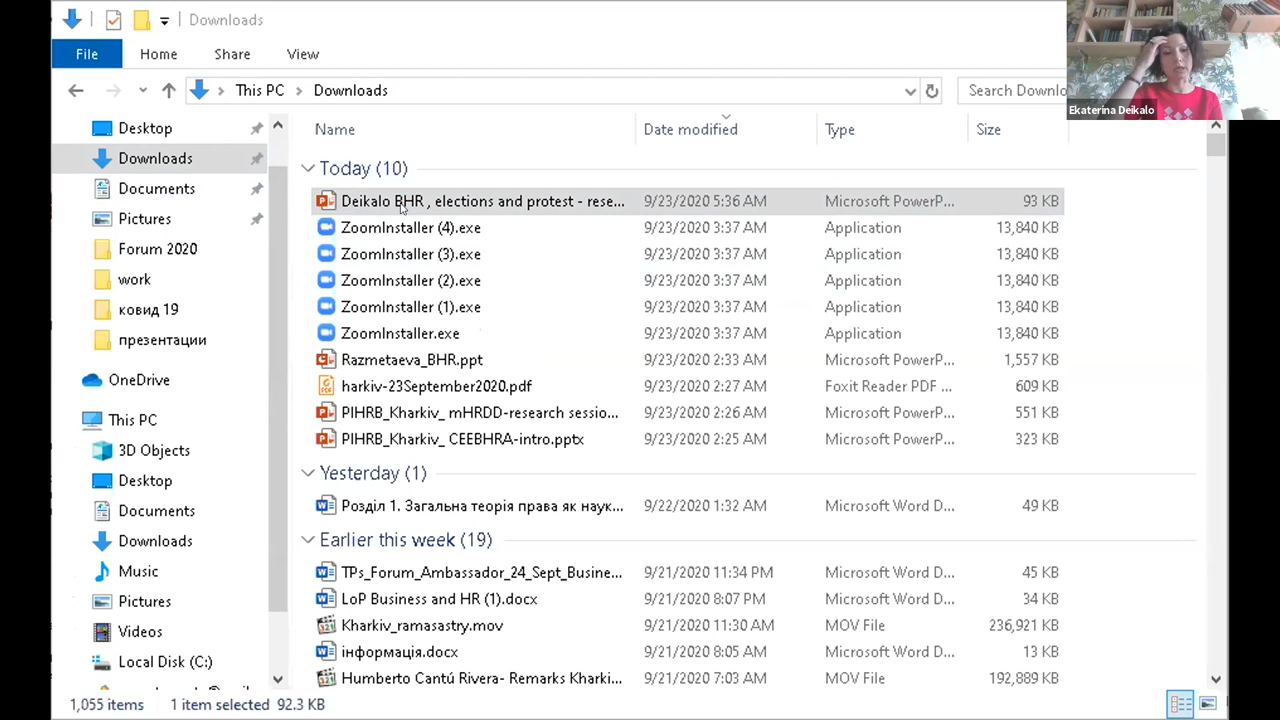 Downloads
File Home Share View
This PC Downloads Search Downlo
Ekaterina Deikalo
Name Date modified Type Size
Desktop
Downloads
Documents
Pictures
Forum 2020
work
ковид 19
презентации
OneDrive
This PC
3D Objects
Desktop
Documents
Downloads
Music
Pictures
Videos
Local Disk (C:)
Today (10)
Deikalo BHR , elections and protest - rese... 9/23/2020 5:36 AM Microsoft PowerP... 93 KB
ZoomInstaller (4).exe 9/23/2020 3:37 AM Application 13,840 KB
ZoomInstaller (3).exe 9/23/2020 3:37 AM Application 13,840 KB
ZoomInstaller (2).exe 9/23/2020 3:37 AM Application 13,840 KB
ZoomInstaller (1).exe 9/23/2020 3:37 AM Application 13,840 KB
ZoomInstaller.exe 9/23/2020 3:37 AM Application 13,840 KB
Razmetaeva_BHR.ppt 9/23/2020 2:33 AM Microsoft PowerP... 1,557 KB
harkiv-23September2020.pdf 9/23/2020 2:27 AM Foxit Reader PDF ... 609 KB
PIHRB_Kharkiv_ mHRDD-research sessio... 9/23/2020 2:26 AM Microsoft PowerP... 551 KB
PIHRB_Kharkiv_ CEEBHRA-intro.pptx 9/23/2020 2:25 AM Microsoft PowerP... 323 KB
Yesterday (1)
Розділ 1. Загальна теорія права як наук... 9/22/2020 1:32 AM Microsoft Word D... 49 KB
Earlier this week (19)
TPs_Forum_Ambassador_24_Sept_Busine... 9/21/2020 11:34 PM Microsoft Word D... 45 KB
LoP Business and HR (1).docx 9/21/2020 8:07 PM Microsoft Word D... 34 KB
Kharkiv_ramasastry.mov 9/21/2020 11:30 AM MOV File 236,921 KB
інформація.docx 9/21/2020 8:05 AM Microsoft Word D... 13 KB
Humberto Cantú Rivera- Remarks Kharki... 9/21/2020 7:03 AM MOV File 192,889 KB
1,055 items 1 item selected 92.3 KB